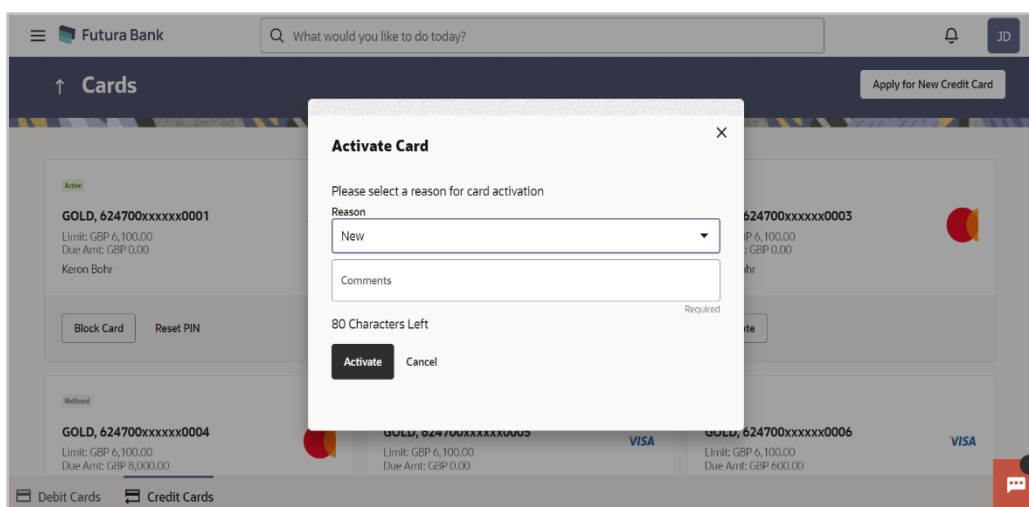 Futura Bank
What would you like to do today?
JD
Cards
Apply for New Credit Card
Activate Card
Please select a reason for card activation
Reason
New
Comments
Required
80 Characters Left
Activate Cancel
Active
GOLD, 624700xxxxxx0001
Limit: GBP 6,100.00
Due Amt: GBP 0.00
Keron Bohr
Block Card Reset PIN
624700xxxxxx0003
GBP 0.00
Hotlisted
GOLD, 624700xxxxxx0004
Limit: GBP 6,100.00
Due Amt: GBP 8,000.00
GOLD, 624700xxxxxx0005
Limit: GBP 6,100.00
Due Amt: GBP 0.00
VISA
GOLD, 624700xxxxxx0006
Limit: GBP 6,100.00
Due Amt: GBP 600.00
VISA
Debit Cards Credit Cards